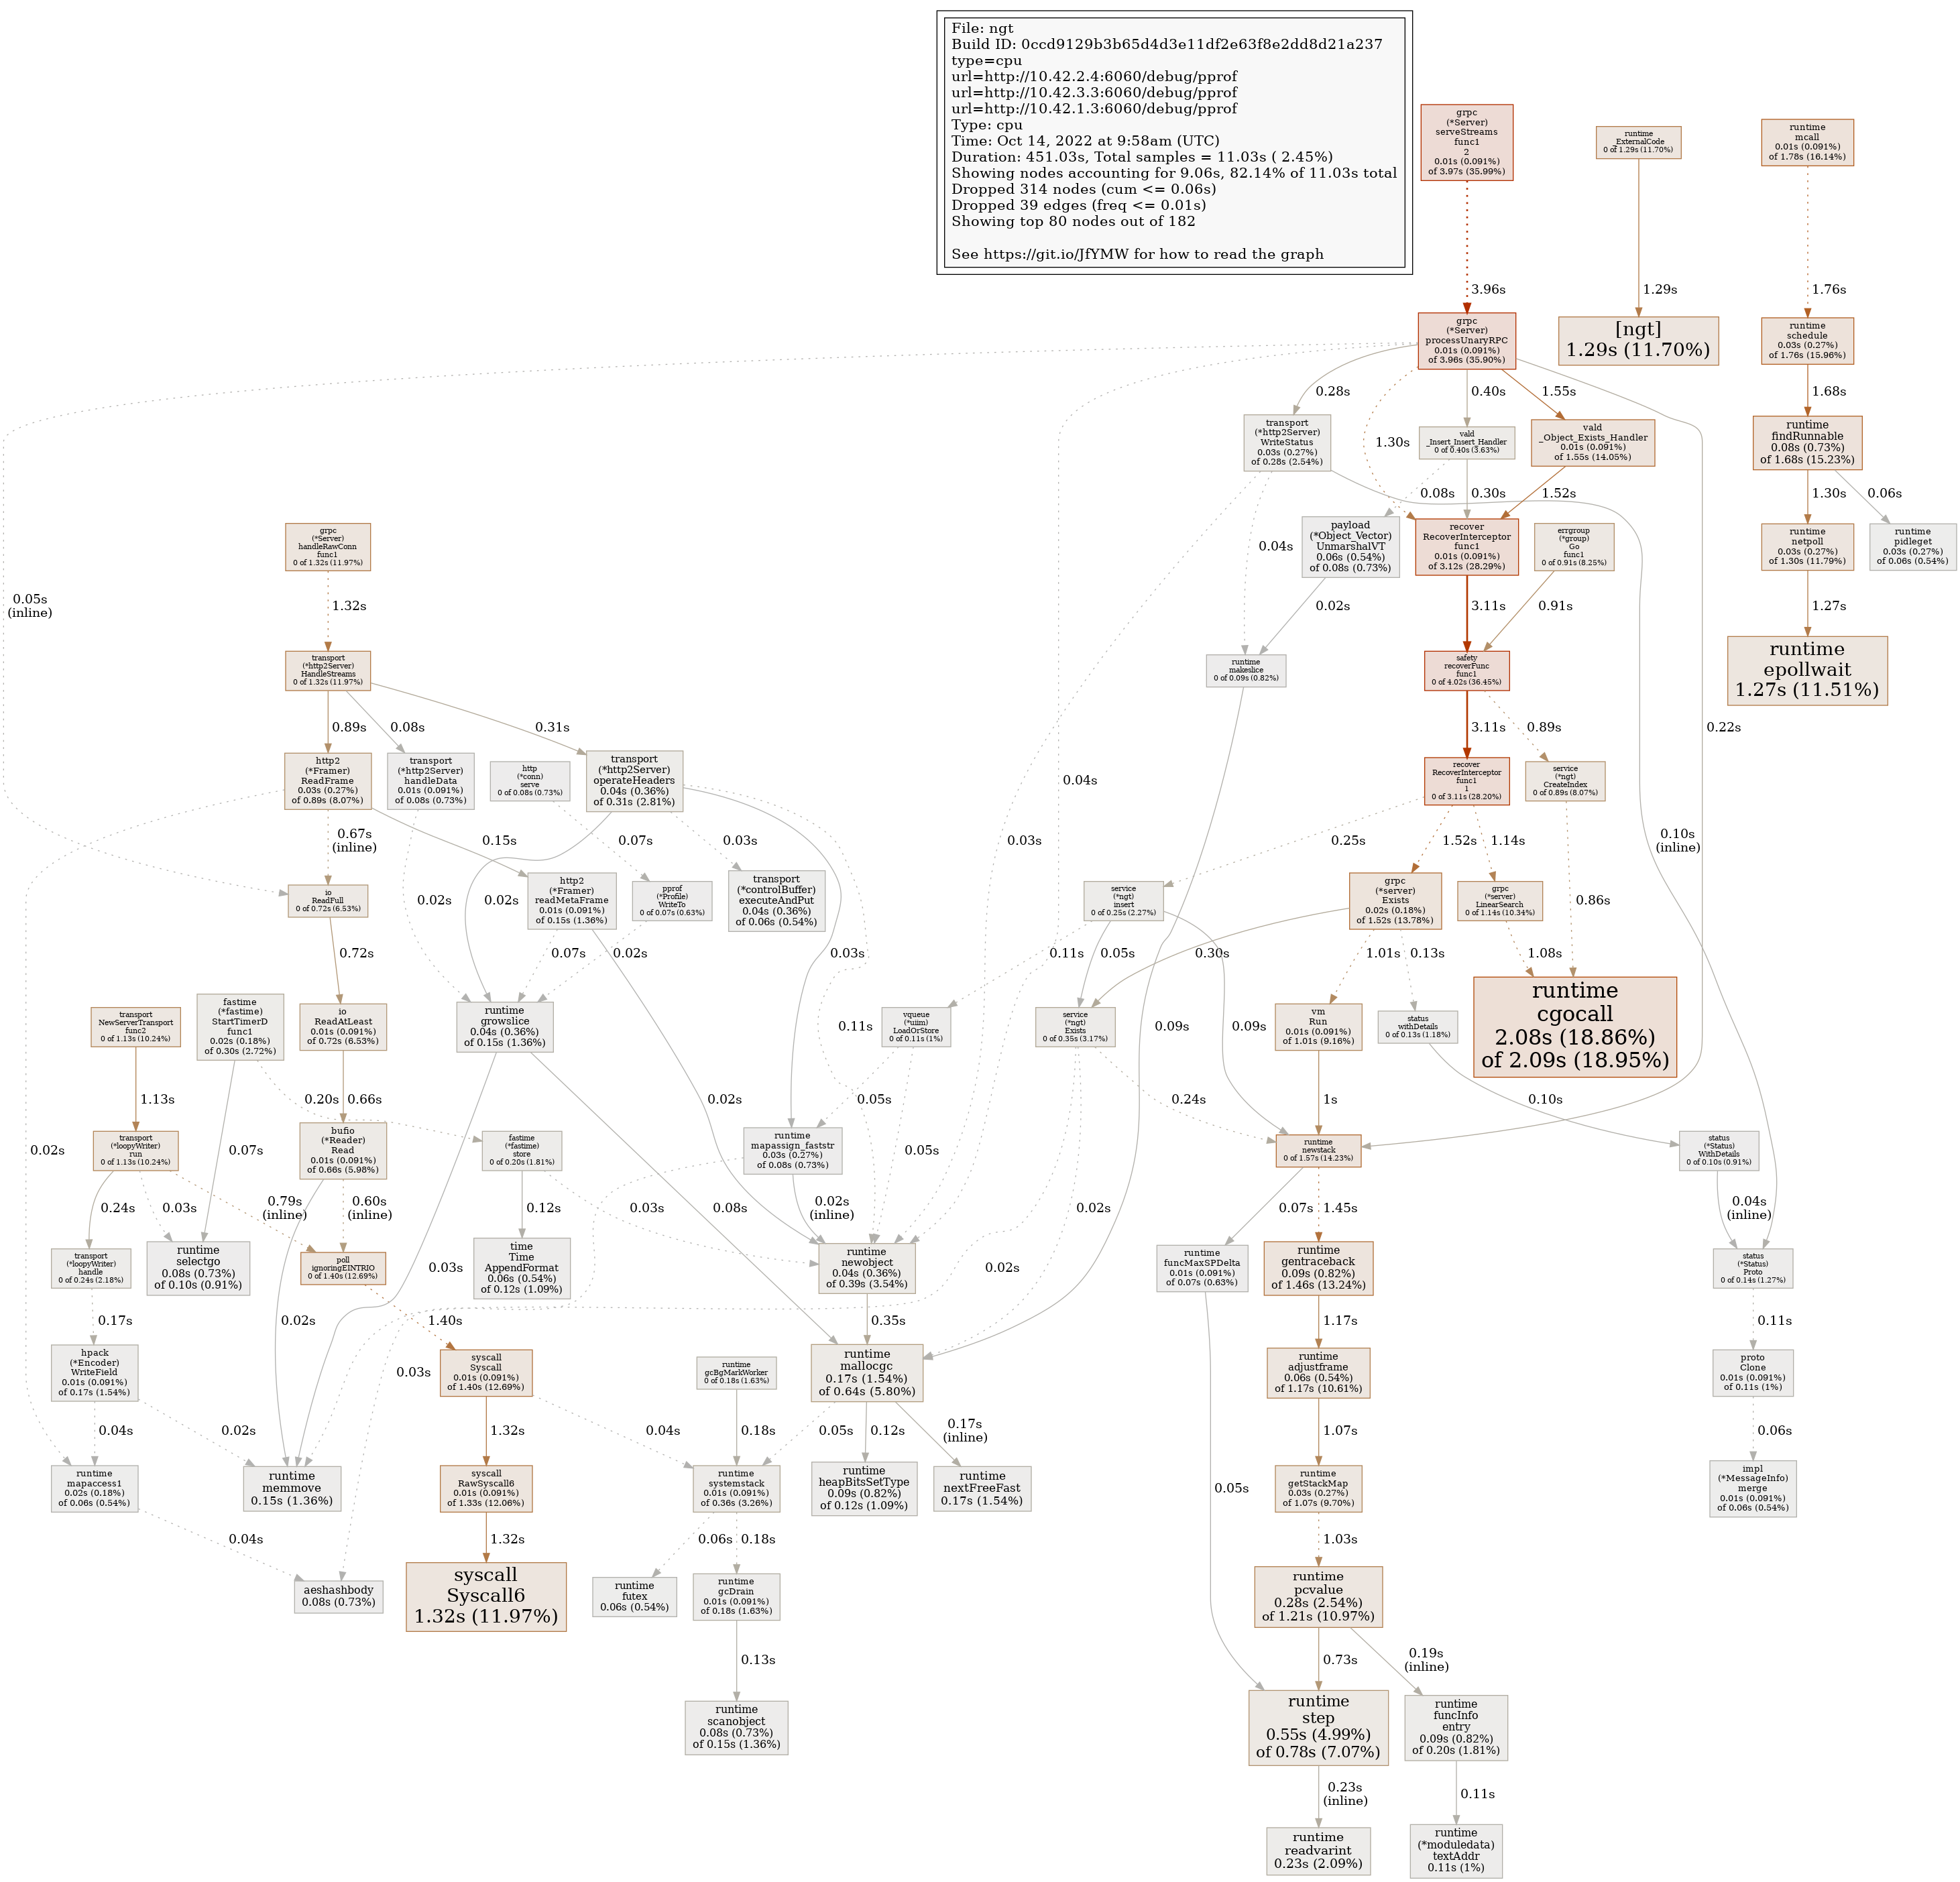 File: ngt
Build ID: 0ccd9129b3b65d4d3e11df2e63f8e2dd8d21a237
type=cpu
url=http://10.42.2.4:6060/debug/pprof
url=http://10.42.3.3:6060/debug/pprof
url=http://10.42.1.3:6060/debug/pprof
Type: cpu
Time: Oct 14, 2022 at 9:58am (UTC)
Duration: 451.03s, Total samples = 11.03s ( 2.45%)
Showing nodes accounting for 9.06s, 82.14% of 11.03s total
Dropped 314 nodes (cum <= 0.06s)
Dropped 39 edges (freq <= 0.01s)
Showing top 80 nodes out of 182
See https://git.io/JfYMW for how to read the graph
grpc
(*Server)
serveStreams
func1
2
0.01s (0.091%)
of 3.97s (35.99%)
runtime
_ExternalCode
0 of 1.29s (11.70%)
runtime
mcall
0.01s (0.091%)
of 1.78s (16.14%)
3.96s
1.29s
1.76s
grpc
(*Server)
processUnaryRPC
0.01s (0.091%)
of 3.96s (35.90%)
[ngt]
1.29s (11.70%)
runtime
schedule
0.03s (0.27%)
of 1.76s (15.96%)
0.28s
0.40s
1.55s
1.68s
1.30s
transport
(*http2Server)
WriteStatus
0.03s (0.27%)
of 0.28s (2.54%)
vald
_Insert_Insert_Handler
0 of 0.40s (3.63%)
vald
_Object_Exists_Handler
0.01s (0.091%)
of 1.55s (14.05%)
runtime
findRunnable
0.08s (0.73%)
of 1.68s (15.23%)
0.08s
0.30s
1.52s
1.30s
0.06s
0.04s
grpc
(*Server)
handleRawConn
func1
0 of 1.32s (11.97%)
payload
(*Object_Vector)
UnmarshalVT
0.06s (0.54%)
of 0.08s (0.73%)
recover
RecoverInterceptor
func1
0.01s (0.091%)
of 3.12s (28.29%)
errgroup
(*group)
Go
func1
0 of 0.91s (8.25%)
runtime
netpoll
0.03s (0.27%)
of 1.30s (11.79%)
runtime
pidleget
0.03s (0.27%)
of 0.06s (0.54%)
0.05s
(inline)
1.32s
0.02s
3.11s
0.91s
1.27s
transport
(*http2Server)
HandleStreams
0 of 1.32s (11.97%)
runtime
makeslice
0 of 0.09s (0.82%)
safety
recoverFunc
func1
0 of 4.02s (36.45%)
runtime
epollwait
1.27s (11.51%)
0.89s
0.08s
0.31s
3.11s
0.89s
0.22s
http2
(*Framer)
ReadFrame
0.03s (0.27%)
of 0.89s (8.07%)
transport
(*http2Server)
handleData
0.01s (0.091%)
of 0.08s (0.73%)
http
(*conn)
serve
0 of 0.08s (0.73%)
transport
(*http2Server)
operateHeaders
0.04s (0.36%)
of 0.31s (2.81%)
0.04s
recover
RecoverInterceptor
func1
1
0 of 3.11s (28.20%)
service
(*ngt)
CreateIndex
0 of 0.89s (8.07%)
0.67s
(inline)
0.15s
0.07s
0.03s
0.03s
0.25s
1.52s
1.14s
0.10s
(inline)
io
ReadFull
0 of 0.72s (6.53%)
0.02s
0.02s
http2
(*Framer)
readMetaFrame
0.01s (0.091%)
of 0.15s (1.36%)
pprof
(*Profile)
WriteTo
0 of 0.07s (0.63%)
transport
(*controlBuffer)
executeAndPut
0.04s (0.36%)
of 0.06s (0.54%)
service
(*ngt)
insert
0 of 0.25s (2.27%)
grpc
(*server)
Exists
0.02s (0.18%)
of 1.52s (13.78%)
grpc
(*server)
LinearSearch
0 of 1.14s (10.34%)
0.86s
0.72s
0.07s
0.02s
0.03s
0.11s
0.05s
0.30s
1.01s
0.13s
1.08s
transport
NewServerTransport
func2
0 of 1.13s (10.24%)
fastime
(*fastime)
StartTimerD
func1
0.02s (0.18%)
of 0.30s (2.72%)
io
ReadAtLeast
0.01s (0.091%)
of 0.72s (6.53%)
runtime
growslice
0.04s (0.36%)
of 0.15s (1.36%)
0.11s
vqueue
(*uiim)
LoadOrStore
0 of 0.11s (1%)
service
(*ngt)
Exists
0 of 0.35s (3.17%)
0.09s
0.09s
vm
Run
0.01s (0.091%)
of 1.01s (9.16%)
status
withDetails
0 of 0.13s (1.18%)
runtime
cgocall
2.08s (18.86%)
of 2.09s (18.95%)
1.13s
0.20s
0.66s
0.02s
0.05s
0.24s
1s
0.10s
0.02s
transport
(*loopyWriter)
run
0 of 1.13s (10.24%)
0.07s
bufio
(*Reader)
Read
0.01s (0.091%)
of 0.66s (5.98%)
fastime
(*fastime)
store
0 of 0.20s (1.81%)
runtime
mapassign_faststr
0.03s (0.27%)
of 0.08s (0.73%)
0.05s
runtime
newstack
0 of 1.57s (14.23%)
status
(*Status)
WithDetails
0 of 0.10s (0.91%)
0.24s
0.03s
0.79s
(inline)
0.60s
(inline)
0.12s
0.03s
0.08s
0.02s
(inline)
0.02s
0.07s
1.45s
0.04s
(inline)
transport
(*loopyWriter)
handle
0 of 0.24s (2.18%)
runtime
selectgo
0.08s (0.73%)
of 0.10s (0.91%)
poll
ignoringEINTRIO
0 of 1.40s (12.69%)
0.03s
time
Time
AppendFormat
0.06s (0.54%)
of 0.12s (1.09%)
runtime
newobject
0.04s (0.36%)
of 0.39s (3.54%)
0.02s
runtime
funcMaxSPDelta
0.01s (0.091%)
of 0.07s (0.63%)
runtime
gentraceback
0.09s (0.82%)
of 1.46s (13.24%)
status
(*Status)
Proto
0 of 0.14s (1.27%)
0.17s
0.02s
1.40s
0.35s
1.17s
0.11s
hpack
(*Encoder)
WriteField
0.01s (0.091%)
of 0.17s (1.54%)
0.03s
syscall
Syscall
0.01s (0.091%)
of 1.40s (12.69%)
runtime
gcBgMarkWorker
0 of 0.18s (1.63%)
runtime
mallocgc
0.17s (1.54%)
of 0.64s (5.80%)
runtime
adjustframe
0.06s (0.54%)
of 1.17s (10.61%)
proto
Clone
0.01s (0.091%)
of 0.11s (1%)
0.04s
0.02s
1.32s
0.04s
0.18s
0.05s
0.12s
0.17s
(inline)
1.07s
0.06s
runtime
mapaccess1
0.02s (0.18%)
of 0.06s (0.54%)
runtime
memmove
0.15s (1.36%)
syscall
RawSyscall6
0.01s (0.091%)
of 1.33s (12.06%)
runtime
systemstack
0.01s (0.091%)
of 0.36s (3.26%)
runtime
heapBitsSetType
0.09s (0.82%)
of 0.12s (1.09%)
runtime
nextFreeFast
0.17s (1.54%)
0.05s
runtime
getStackMap
0.03s (0.27%)
of 1.07s (9.70%)
impl
(*MessageInfo)
merge
0.01s (0.091%)
of 0.06s (0.54%)
0.04s
1.32s
0.06s
0.18s
1.03s
aeshashbody
0.08s (0.73%)
syscall
Syscall6
1.32s (11.97%)
runtime
futex
0.06s (0.54%)
runtime
gcDrain
0.01s (0.091%)
of 0.18s (1.63%)
runtime
pcvalue
0.28s (2.54%)
of 1.21s (10.97%)
0.13s
0.73s
0.19s
(inline)
runtime
scanobject
0.08s (0.73%)
of 0.15s (1.36%)
runtime
step
0.55s (4.99%)
of 0.78s (7.07%)
runtime
funcInfo
entry
0.09s (0.82%)
of 0.20s (1.81%)
0.23s
(inline)
0.11s
runtime
readvarint
0.23s (2.09%)
runtime
(*moduledata)
textAddr
0.11s (1%)